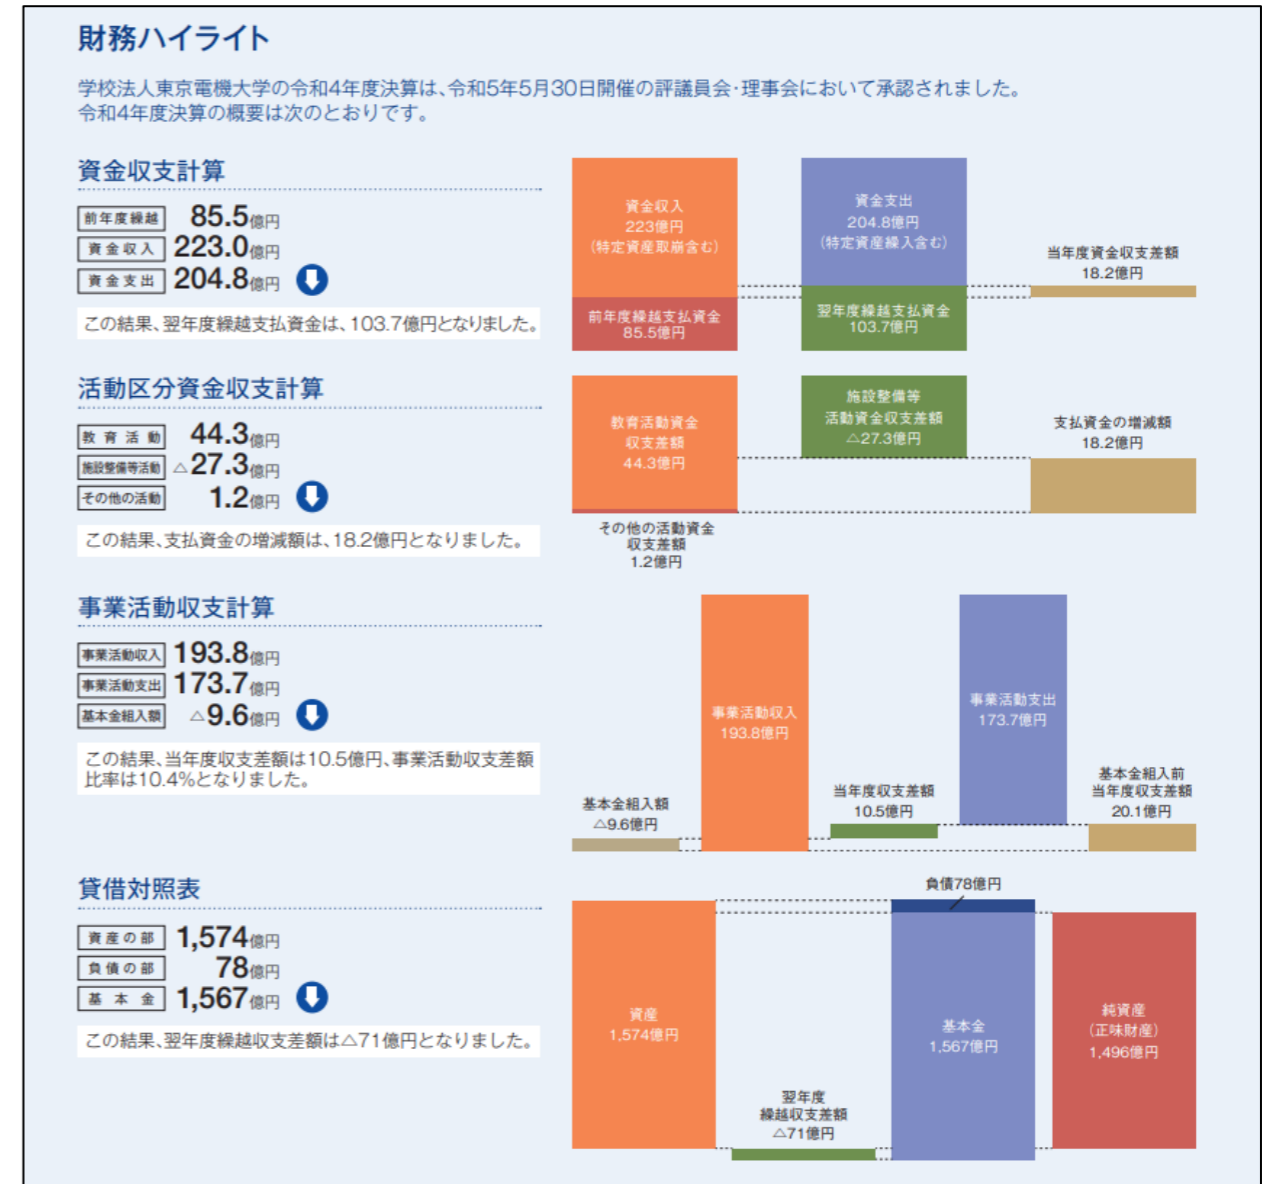 財務ハイライト
学校法人東京電機大学の令和4年度決算は、令和5年5月30日開催の評議員会・理事会において承認されました。
令和4年度決算の概要は次のとおりです。
資金収支計算
前年度繰越 85.5億円
資金収入 223.0億円
資金支出 204.8億円
この結果、翌年度繰越支払資金は、103.7億円となりました。
資金収入
223億円
(特定資産取崩含む)
前年度繰越支払資金
85.5億円
資金支出
204.8億円
(特定資産繰入含む)
翌年度繰越支払資金
103.7億円
当年度資金収支差額
18.2億円
活動区分資金収支計算
教育活動 44.3億円
施設整備等活動 △27.3億円
その他の活動 1.2億円
この結果、支払資金の増減額は、18.2億円となりました。
教育活動資金
収支差額
44.3億円
その他の活動資金
収支差額
1.2億円
施設整備等
活動資金収支差額
△27.3億円
支払資金の増減額
18.2億円
事業活動収支計算
事業活動収入 193.8億円
事業活動支出 173.7億円
基本金組入額 △9.6億円
この結果、当年度収支差額は10.5億円、事業活動収支差額
比率は10.4%となりました。
基本金組入額
△9.6億円
事業活動収入
193.8億円
当年度収支差額
10.5億円
事業活動支出
173.7億円
基本金組入前
当年度収支差額
20.1億円
貸借対照表
資産の部 1,574億円
負債の部 78億円
基本金 1,567億円
この結果、翌年度繰越収支差額は△71億円となりました。
資産
1,574億円
翌年度
繰越収支差額
△71億円
負債78億円
基本金
1,567億円
純資産
(正味財産)
1,496億円